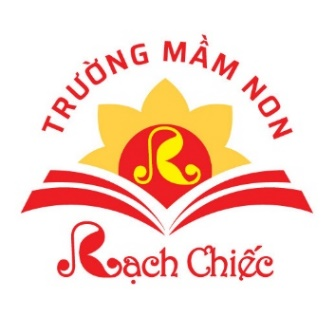 TRƯỜNG MẦM NON
R
Rạch Chiếc